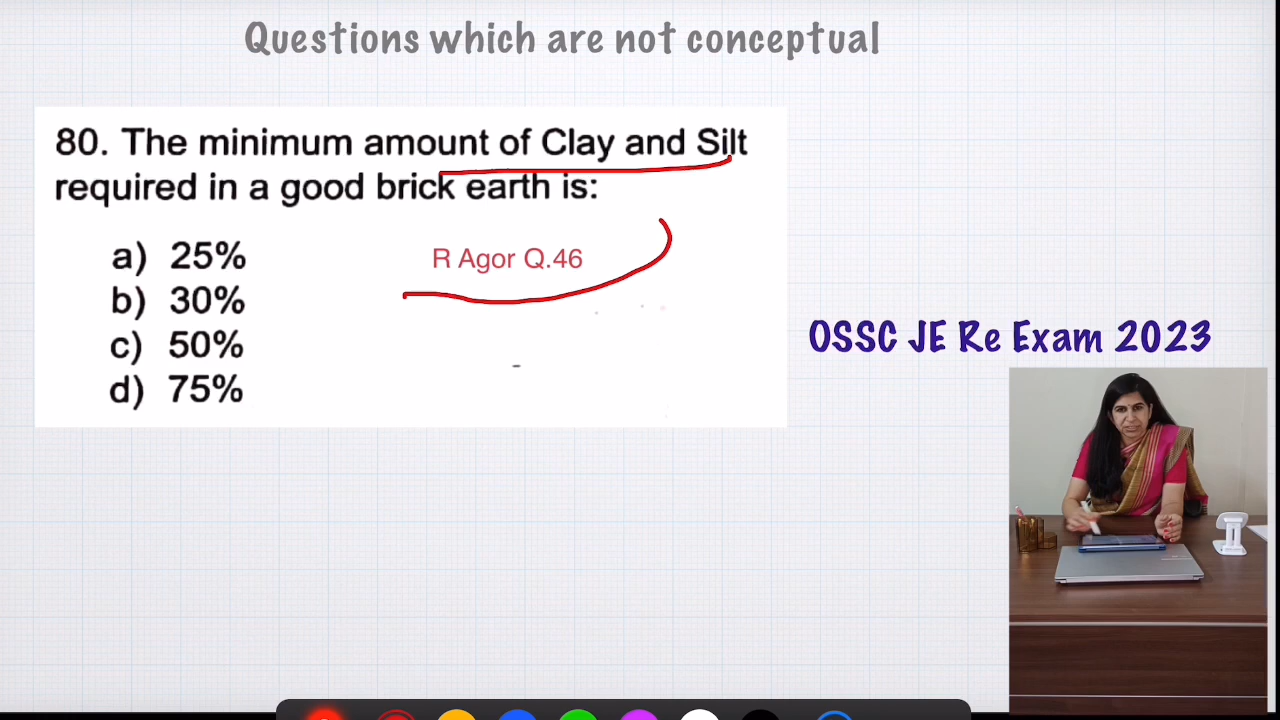 Questions which are not conceptual
80. The minimum amount of Clay and Silt
required in a good brick earth is:
a) 25%
R Agor Q.46
b) 30%
c) 50%
d) 75%
OSSC JE Re Exam 2023